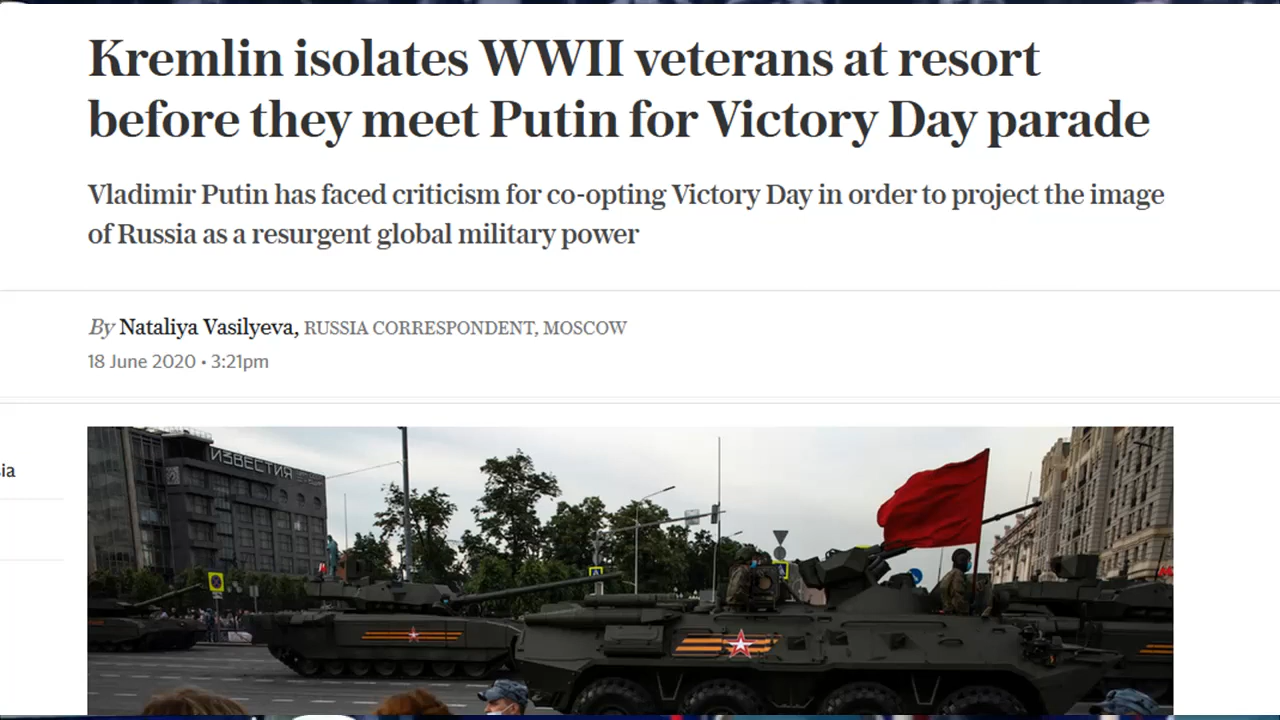 Kremlin isolates WWII veterans at resort
before they meet Putin for Victory Day parade
Vladimir Putin has faced criticism for co-opting Victory Day in order to project the image
of Russia as a resurgent global military power
By Nataliya Vasilyeva, RUSSIA CORRESPONDENT, MOSCOW
18 June 2020 • 3:21pm
ia
ИЗВЕСТИЯ